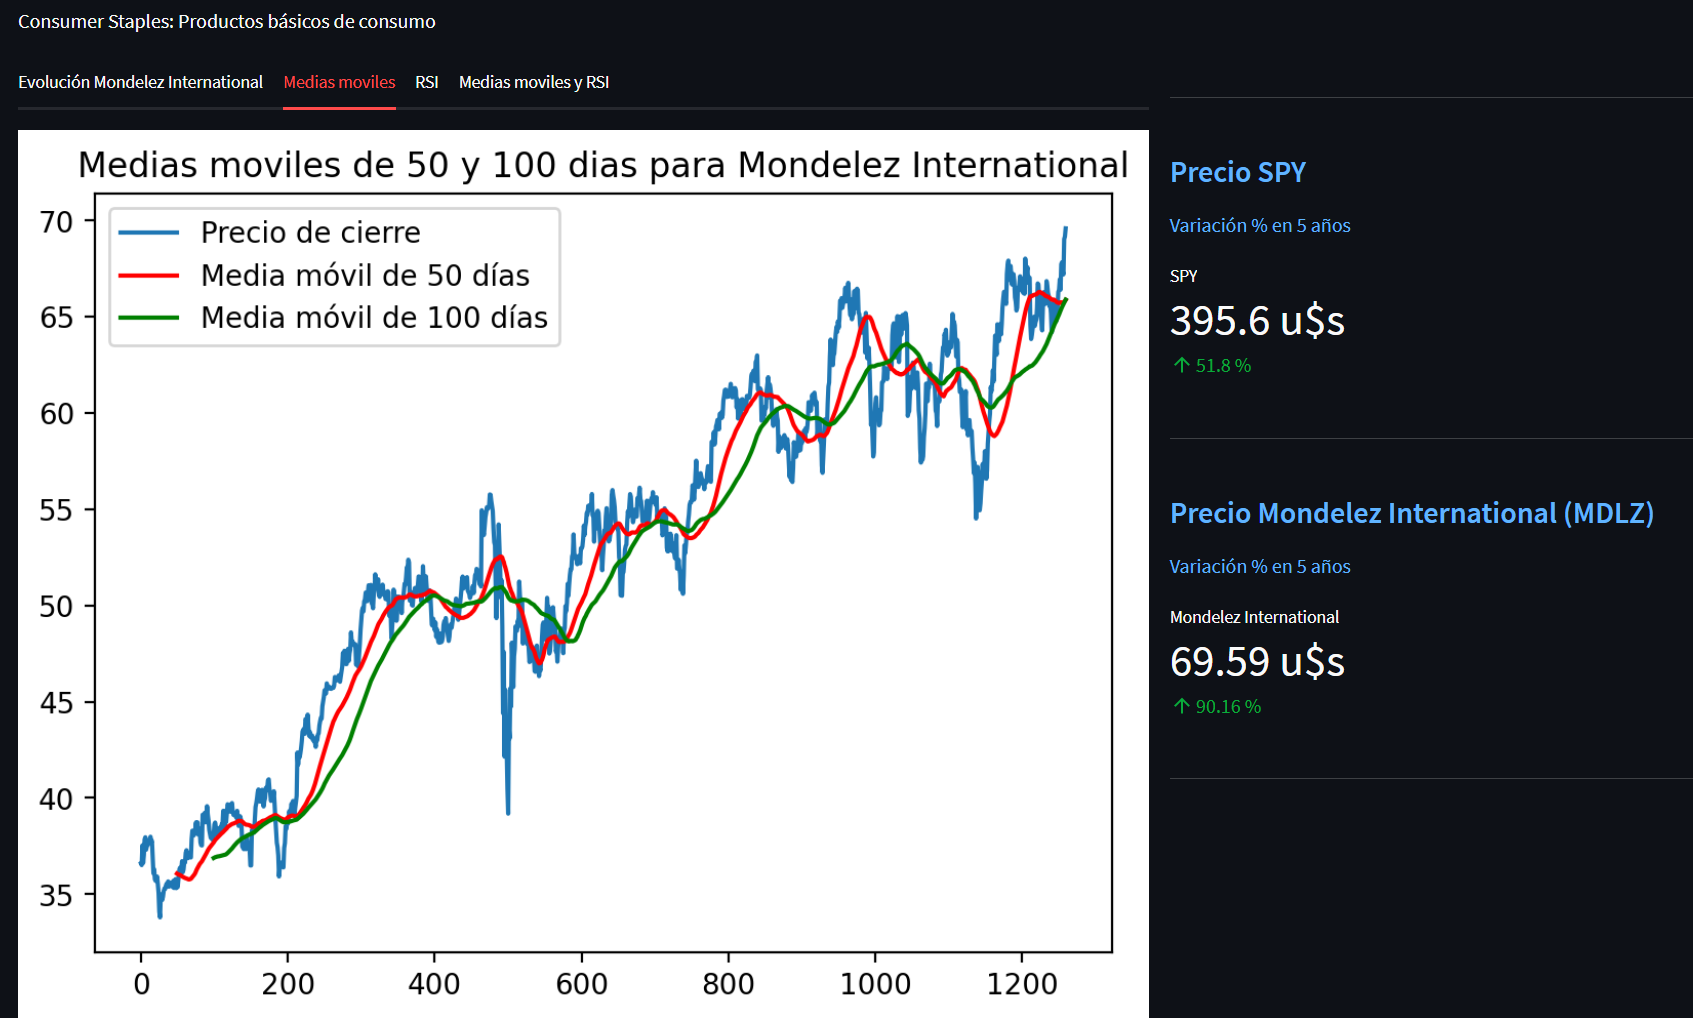 Consumer Staples: Productos básicos de consumo
Evolución Mondelez International Medias moviles RSI Medias moviles y RSI
Medias moviles de 50 y 100 dias para Mondelez International
Precio de cierre
Media móvil de 50 días
Media móvil de 100 días
70
65
60
55
50
45
40
35
0 200 400 600 800 1000 1200
Precio SPY
Variación % en 5 años
SPY
395.6 u$s
↑ 51.8 %
Precio Mondelez International (MDLZ)
Variación % en 5 años
Mondelez International
69.59 u$s
↑ 90.16 %